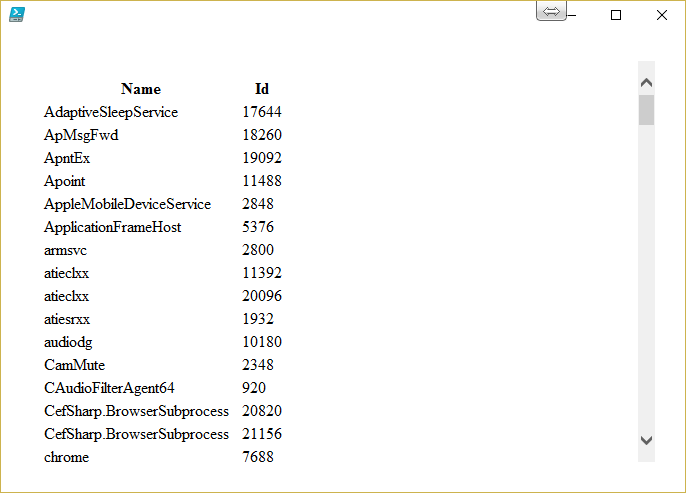 Name Id
AdaptiveSleepService 17644
ApMsgFwd 18260
ApntEx 19092
Apoint 11488
AppleMobileDeviceService 2848
ApplicationFrameHost 5376
armsvc 2800
atieclxx 11392
atieclxx 20096
atiesrxx 1932
audiodg 10180
CamMute 2348
CAudioFilterAgent64 920
CefSharp.BrowserSubprocess 20820
CefSharp.BrowserSubprocess 21156
chrome 7688